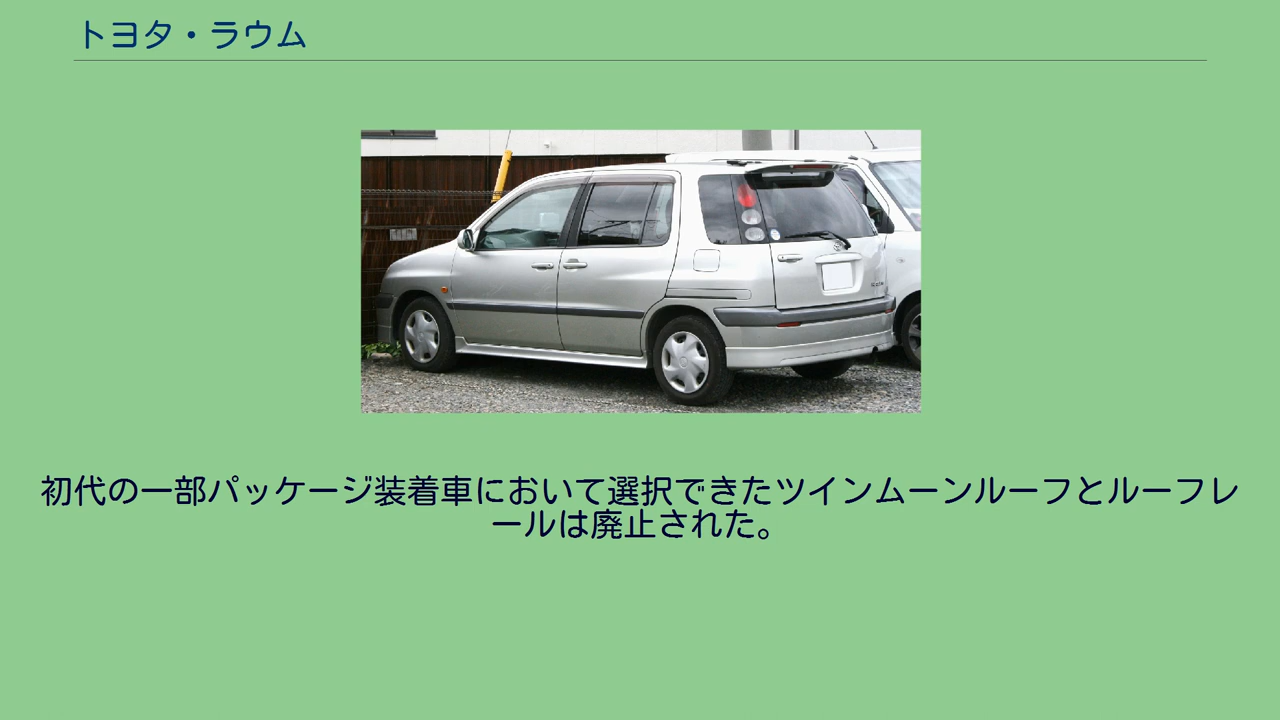 トヨタ・ラウム
初代の一部パッケージ装着車において選択できたツインムーンルーフとルーフレ
ールは廃止された。